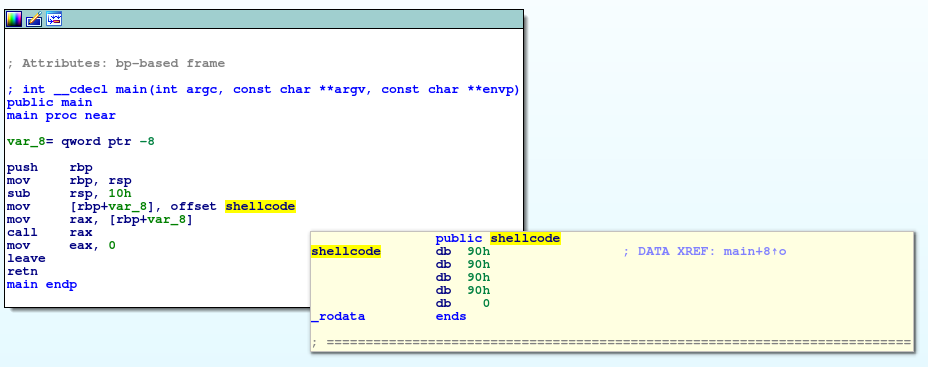 ; Attributes: bp-based frame
; int __cdecl main(int argc, const char **argv, const char **envp)
public main
main proc near
var_8= qword ptr -8
push    rbp
mov     rbp, rsp
sub     rsp, 10h
mov     [rbp+var_8], offset shellcode
mov     rax, [rbp+var_8]
call    rax
mov     eax, 0
leave
retn
main endp
public shellcode
shellcode       db  90h                 ; DATA XREF: main+8↑o
db  90h
db  90h
db  90h
db    0
_rodata         ends
; ===========================================================================